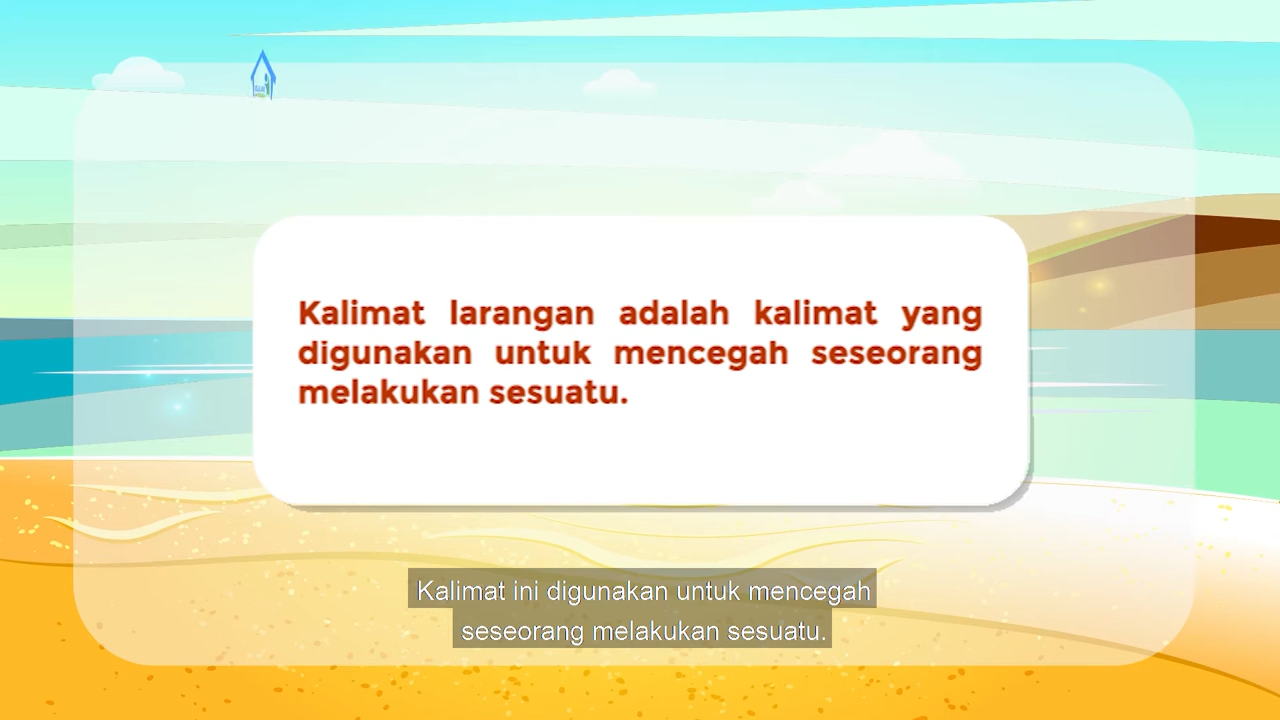 Kalimat larangan adalah kalimat yang
digunakan untuk mencegah seseorang
melakukan sesuatu.
Kalimat ini digunakan untuk mencegah
seseorang melakukan sesuatu.